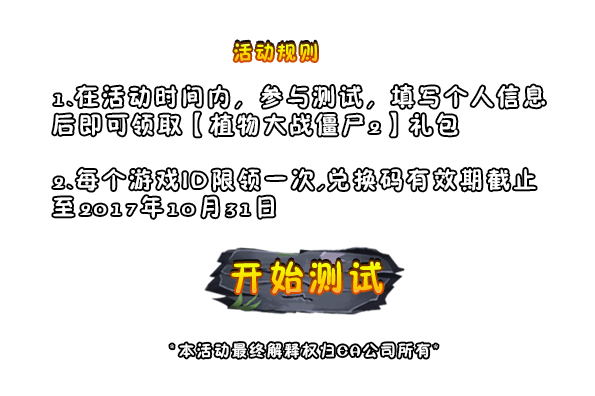 活动规则
1.在活动时间内，参与测试，填写个人信息
后即可领取【植物大战僵尸2】礼包
2.每个游戏ID限领一次,兑换码有效期截止
至2017年10月31日
开始测试
*本活动最终解释权归EA公司所有*